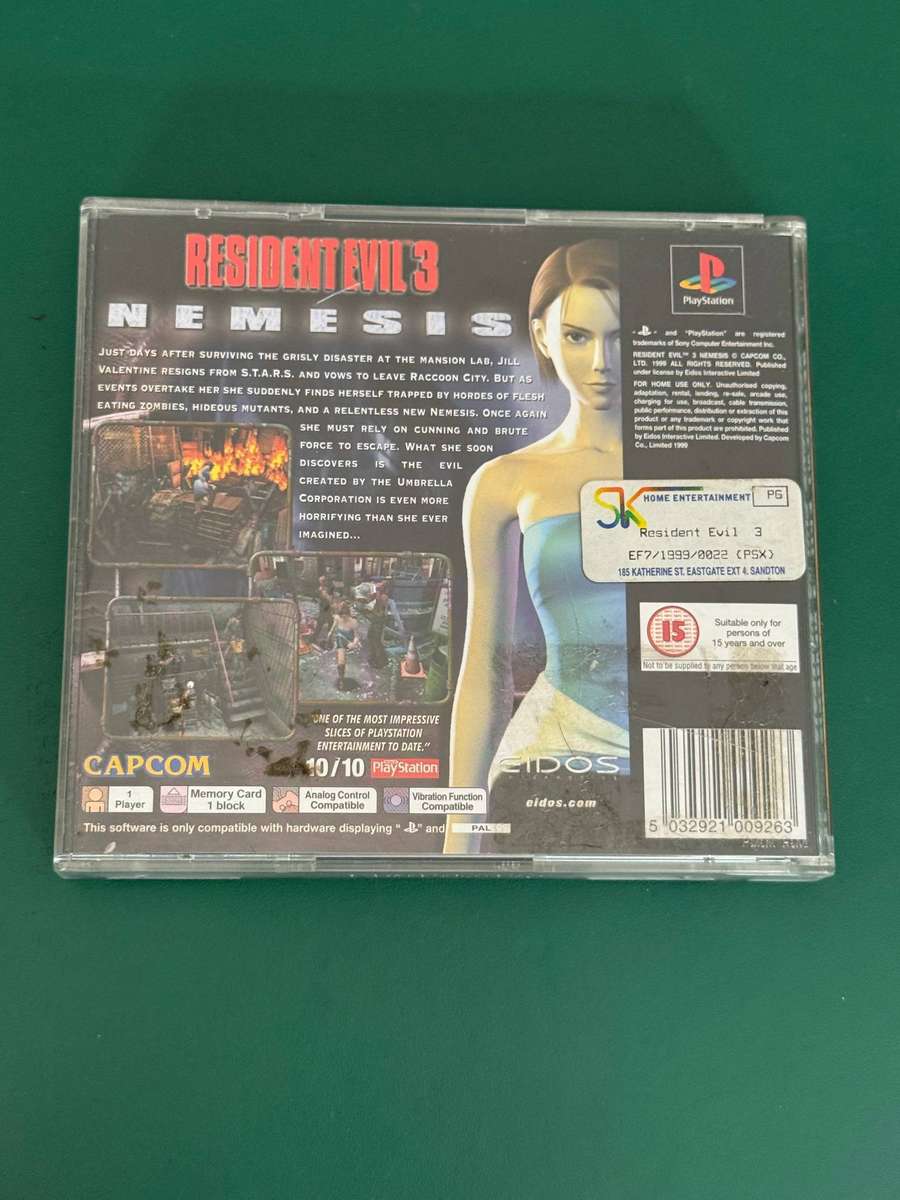 RESIDENT EVIL 3
NEMESIS
JUST DAYS AFTER SURVIVING THE GRISLY DISASTER AT THE MANSION LAB, JILL
VALENTINE RESIGNS FROM S.T.A.R.S. AND VOWS TO LEAVE RACCOON CITY. BUT AS
EVENTS OVERTAKE HER SHE SUDDENLY FINDS HERSELF TRAPPED BY HORDES OF FLESH
EATING ZOMBIES, HIDEOUS MUTANTS, AND A RELENTLESS NEW NEMESIS. ONCE AGAIN
SHE MUST RELY ON CUNNING AND BRUTE
FORCE TO ESCAPE. WHAT SHE SOON
DISCOVERS IS THE EVIL
CREATED BY THE UMBRELLA
CORPORATION IS EVEN MORE
HORRIFYING THAN SHE EVER
IMAGINED...
ONE OF THE MOST IMPRESSIVE
SLICES OF PLAYSTATION
ENTERTAINMENT TO DATE."
10/10 PlayStation
CAPCOM
1 Player
Memory Card 1 block
Analog Control Compatible
Vibration Function Compatible
This software is only compatible with hardware displaying " " and PAL
PlayStation
" " and "PlayStation" are registered
trademarks of Sony Computer Entertainment Inc.
RESIDENT EVIL™ 3 NEMESIS © CAPCOM CO.,
LTD. 1999 ALL RIGHTS RESERVED. Published
under license by Eidos Interactive Limited
FOR HOME USE ONLY. Unauthorised copying,
adaptation, rental, lending, re-sale, arcade use,
charging for use, broadcast, cable transmission,
public performance, distribution or extraction of this
product or any trademark or copyright work that
forms part of this product are prohibited. Published
by Eidos Interactive Limited. Developed by Capcom
Co., Limited 1999
SK HOME ENTERTAINMENT PG
Resident Evil 3
EF7/1999/0022 (PSX)
185 KATHERINE ST. EASTGATE EXT 4. SANDTON
15
Suitable only for
persons of
15 years and over
Not to be supplied to any person below that age
EIDOS
eidos.com
5 032921 009263